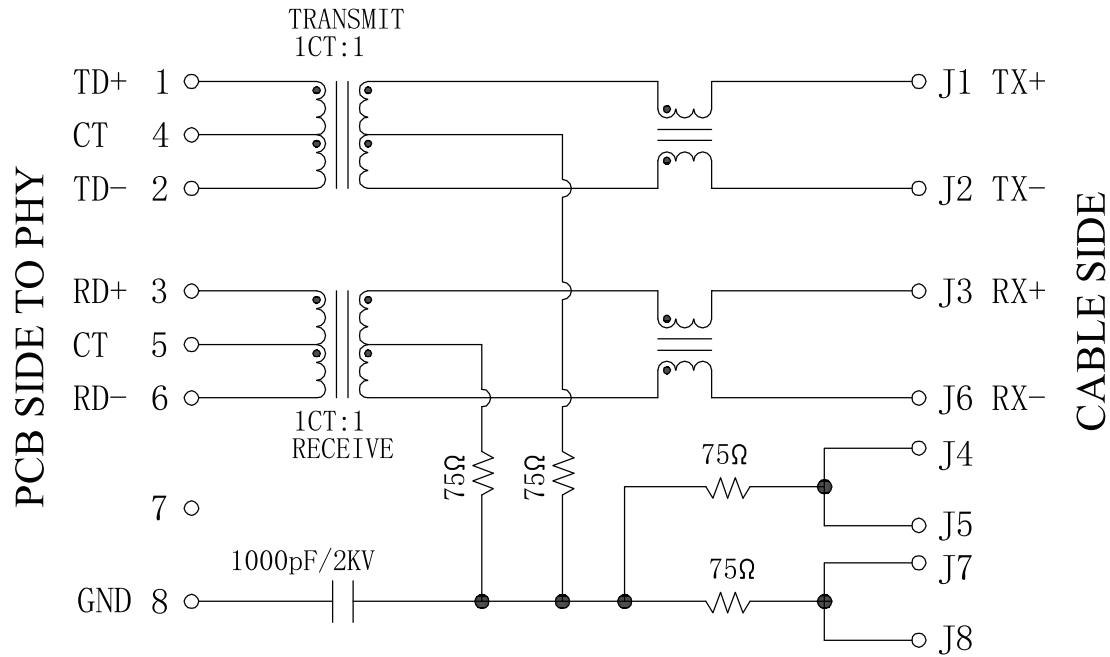 TRANSMIT
1CT:1
TD+ 1
CT 4
TD- 2
J1 TX+
J2 TX-
RD+ 3
CT 5
RD- 6
J3 RX+
J6 RX-
1CT:1
RECEIVE
PCB SIDE TO PHY
CABLE SIDE
75Ω
75Ω
75Ω
J4
J5
7
1000pF/2KV
GND 8
75Ω
J7
J8